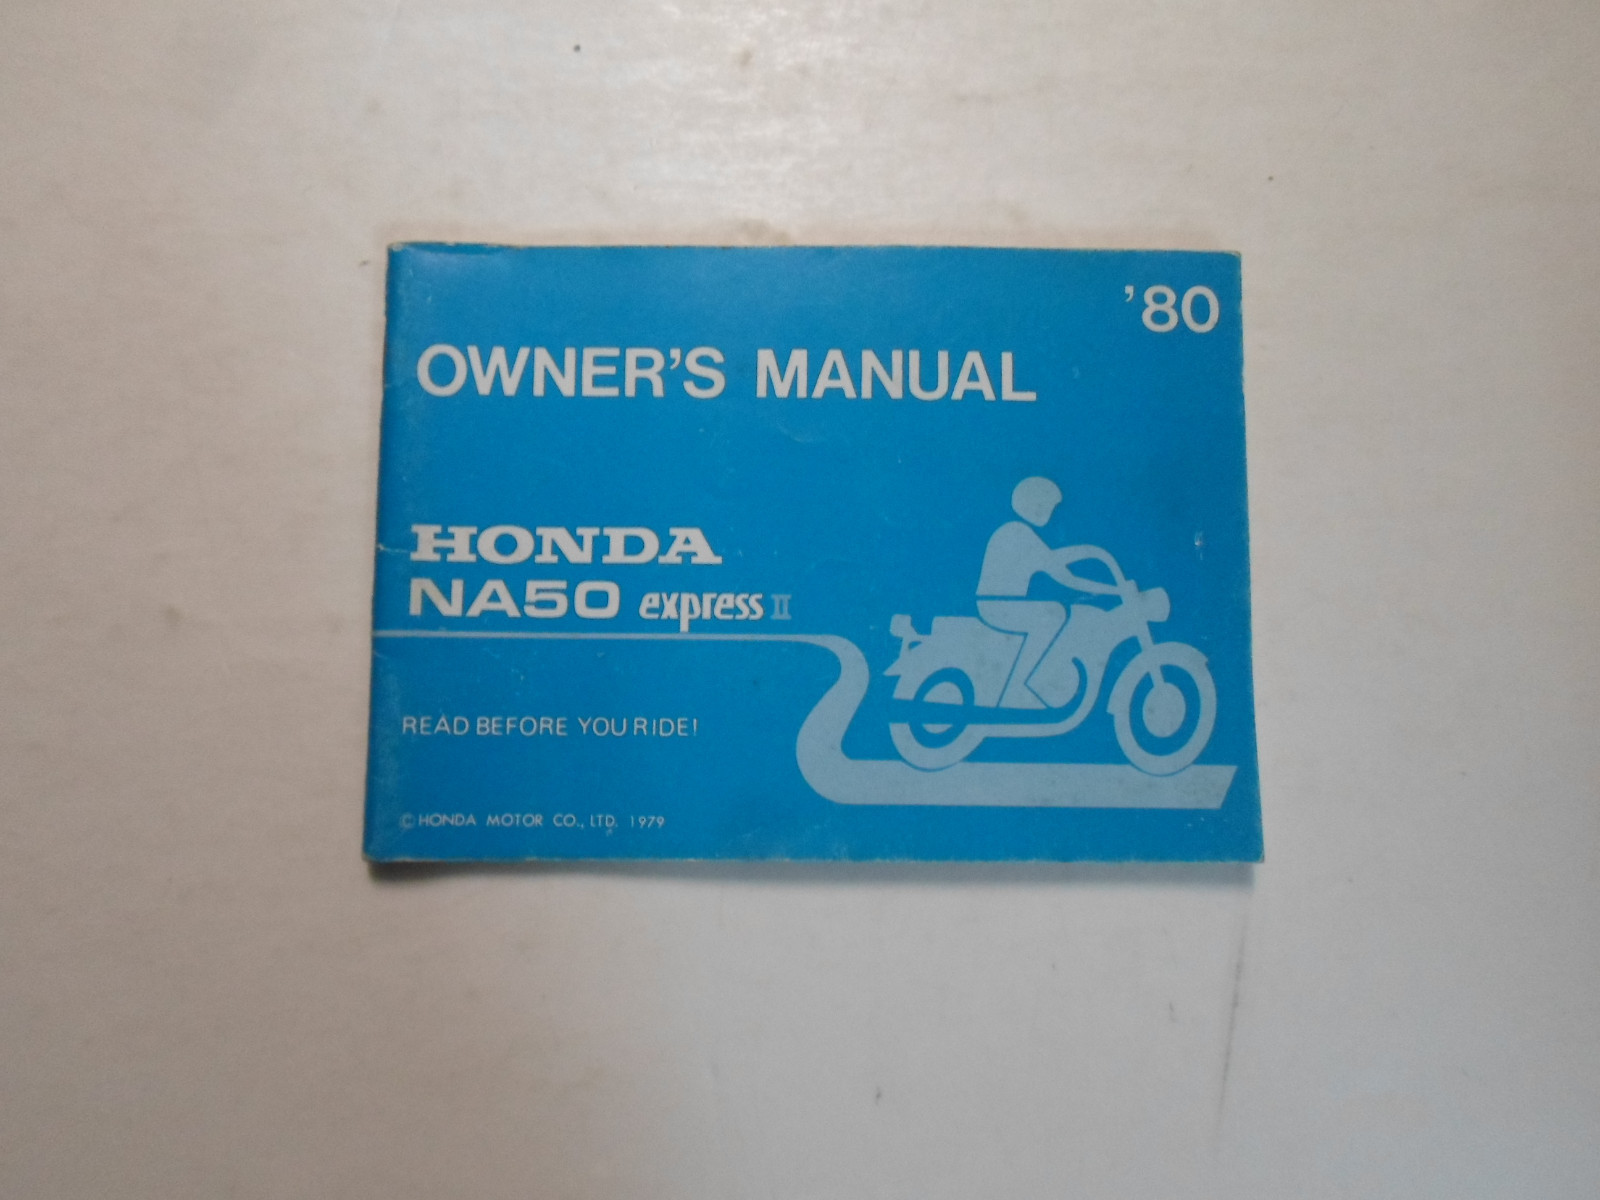 '80
OWNER'S MANUAL
HONDA
NA50 express II
READ BEFORE YOU RIDE!
© HONDA MOTOR CO., LTD. 1979